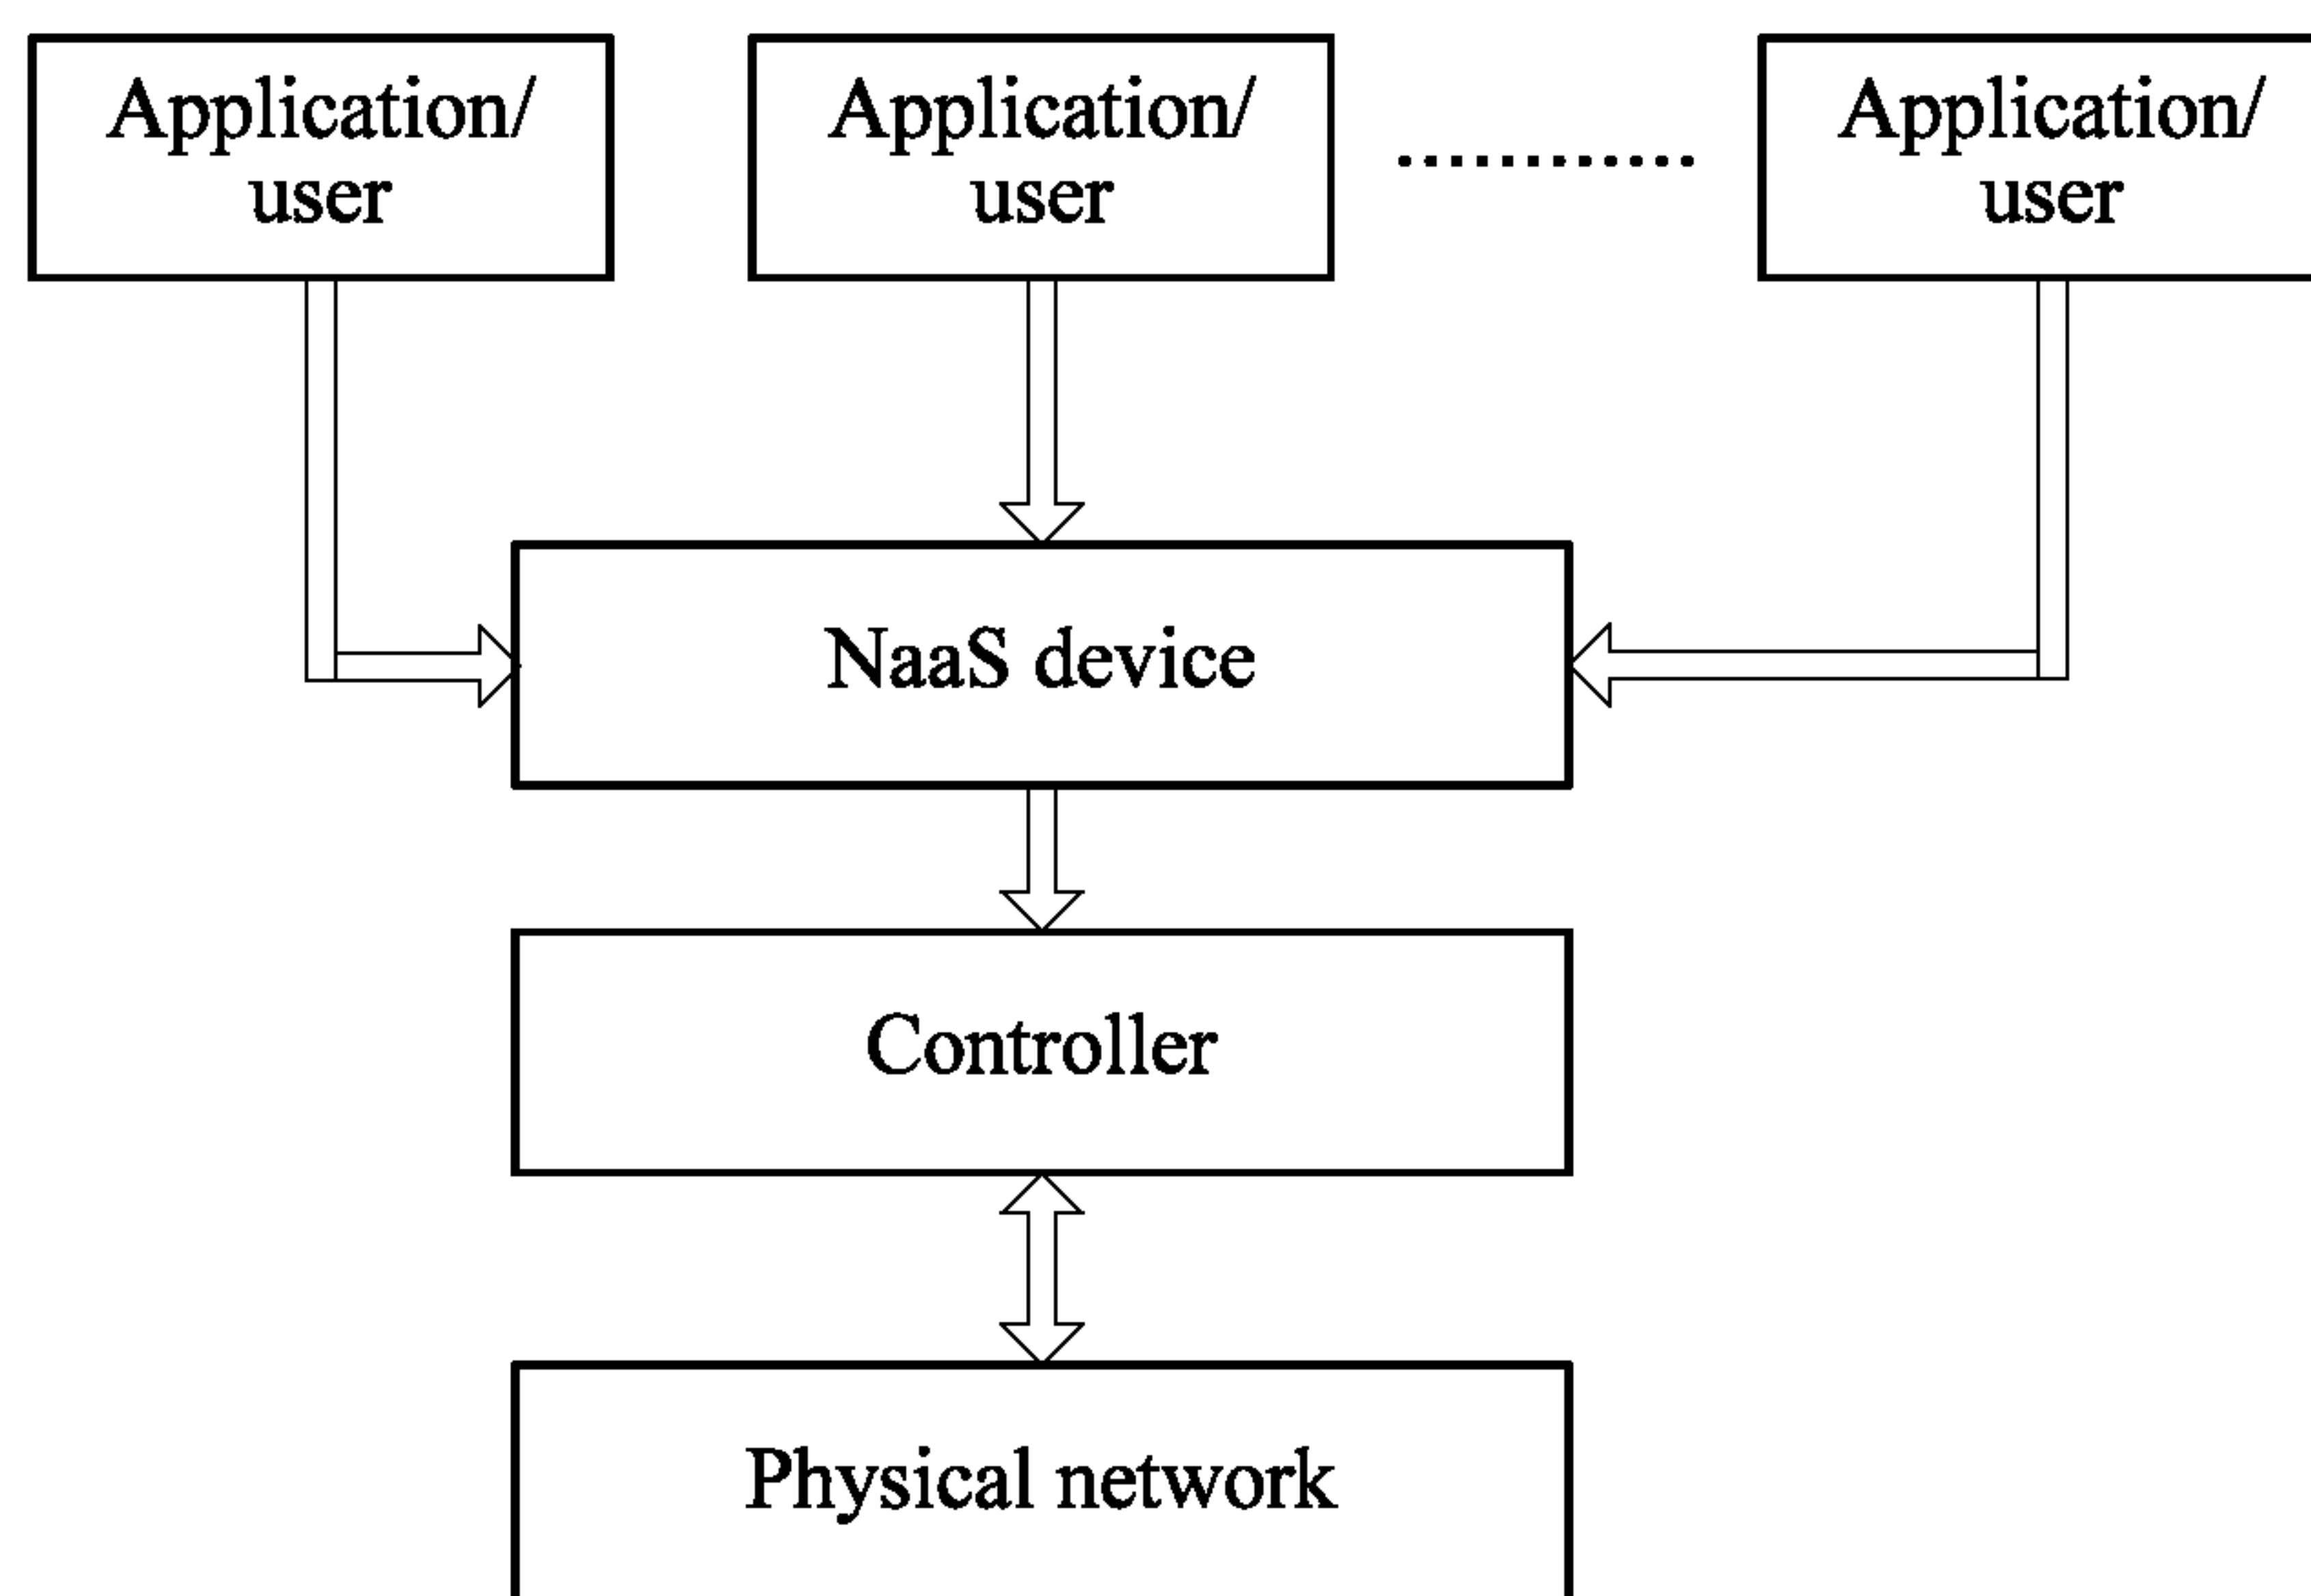 Application/
user
Application/
user
............
Application/
user
NaaS device
Controller
Physical network